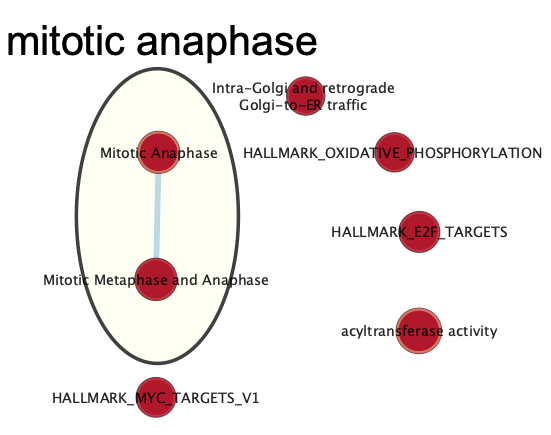 mitotic anaphase
Intra-Golgi and retrograde
Golgi-to-ER traffic
Mitotic Anaphase
HALLMARK_OXIDATIVE_PHOSPHORYLATION
HALLMARK_E2F_TARGETS
Mitotic Metaphase and Anaphase
acyltransferase activity
HALLMARK_MYC_TARGETS_V1